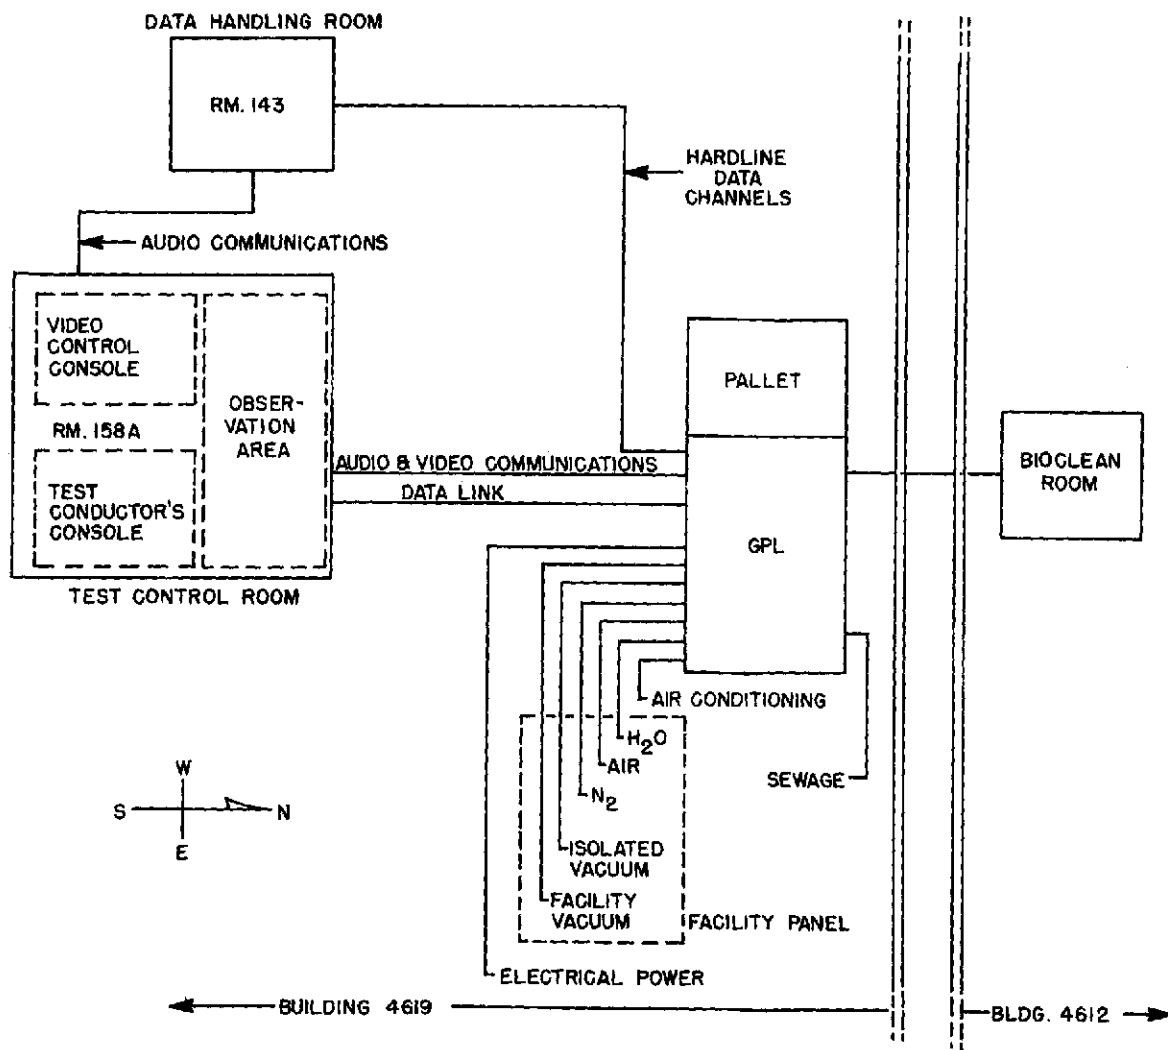 DATA HANDLING ROOM
RM. 143
HARDLINE
DATA
CHANNELS
AUDIO COMMUNICATIONS
VIDEO
CONTROL
CONSOLE
OBSER-
VATION
AREA
RM. 158A
TEST
CONDUCTOR'S
CONSOLE
TEST CONTROL ROOM
AUDIO & VIDEO COMMUNICATIONS
DATA LINK
PALLET
GPL
BIOCLEAN
ROOM
AIR CONDITIONING
H2O
AIR
N2
ISOLATED
VACUUM
FACILITY
VACUUM
FACILITY PANEL
SEWAGE
ELECTRICAL POWER
W
S
N
E
BUILDING 4619
BLDG. 4612